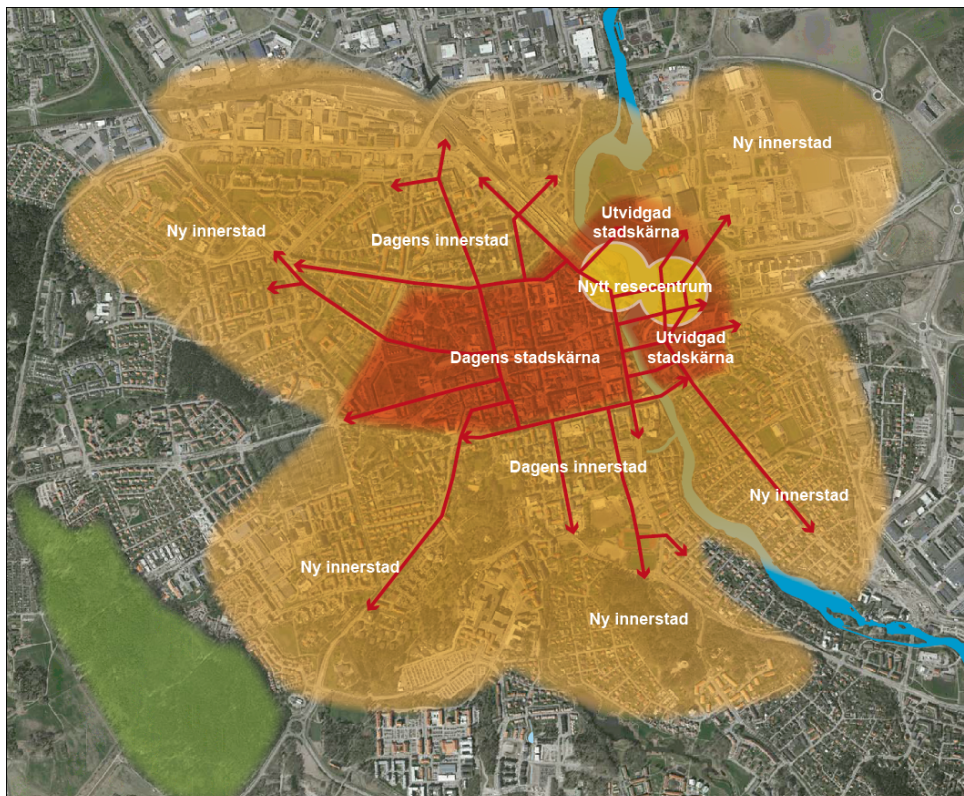 Ny innerstad
Utvidgad
stadskärna
Ny innerstad
Dagens innerstad
Nytt resecentrum
Utvidgad
stadskärna
Dagens stadskärna
Dagens innerstad
Ny innerstad
Ny innerstad
Ny innerstad